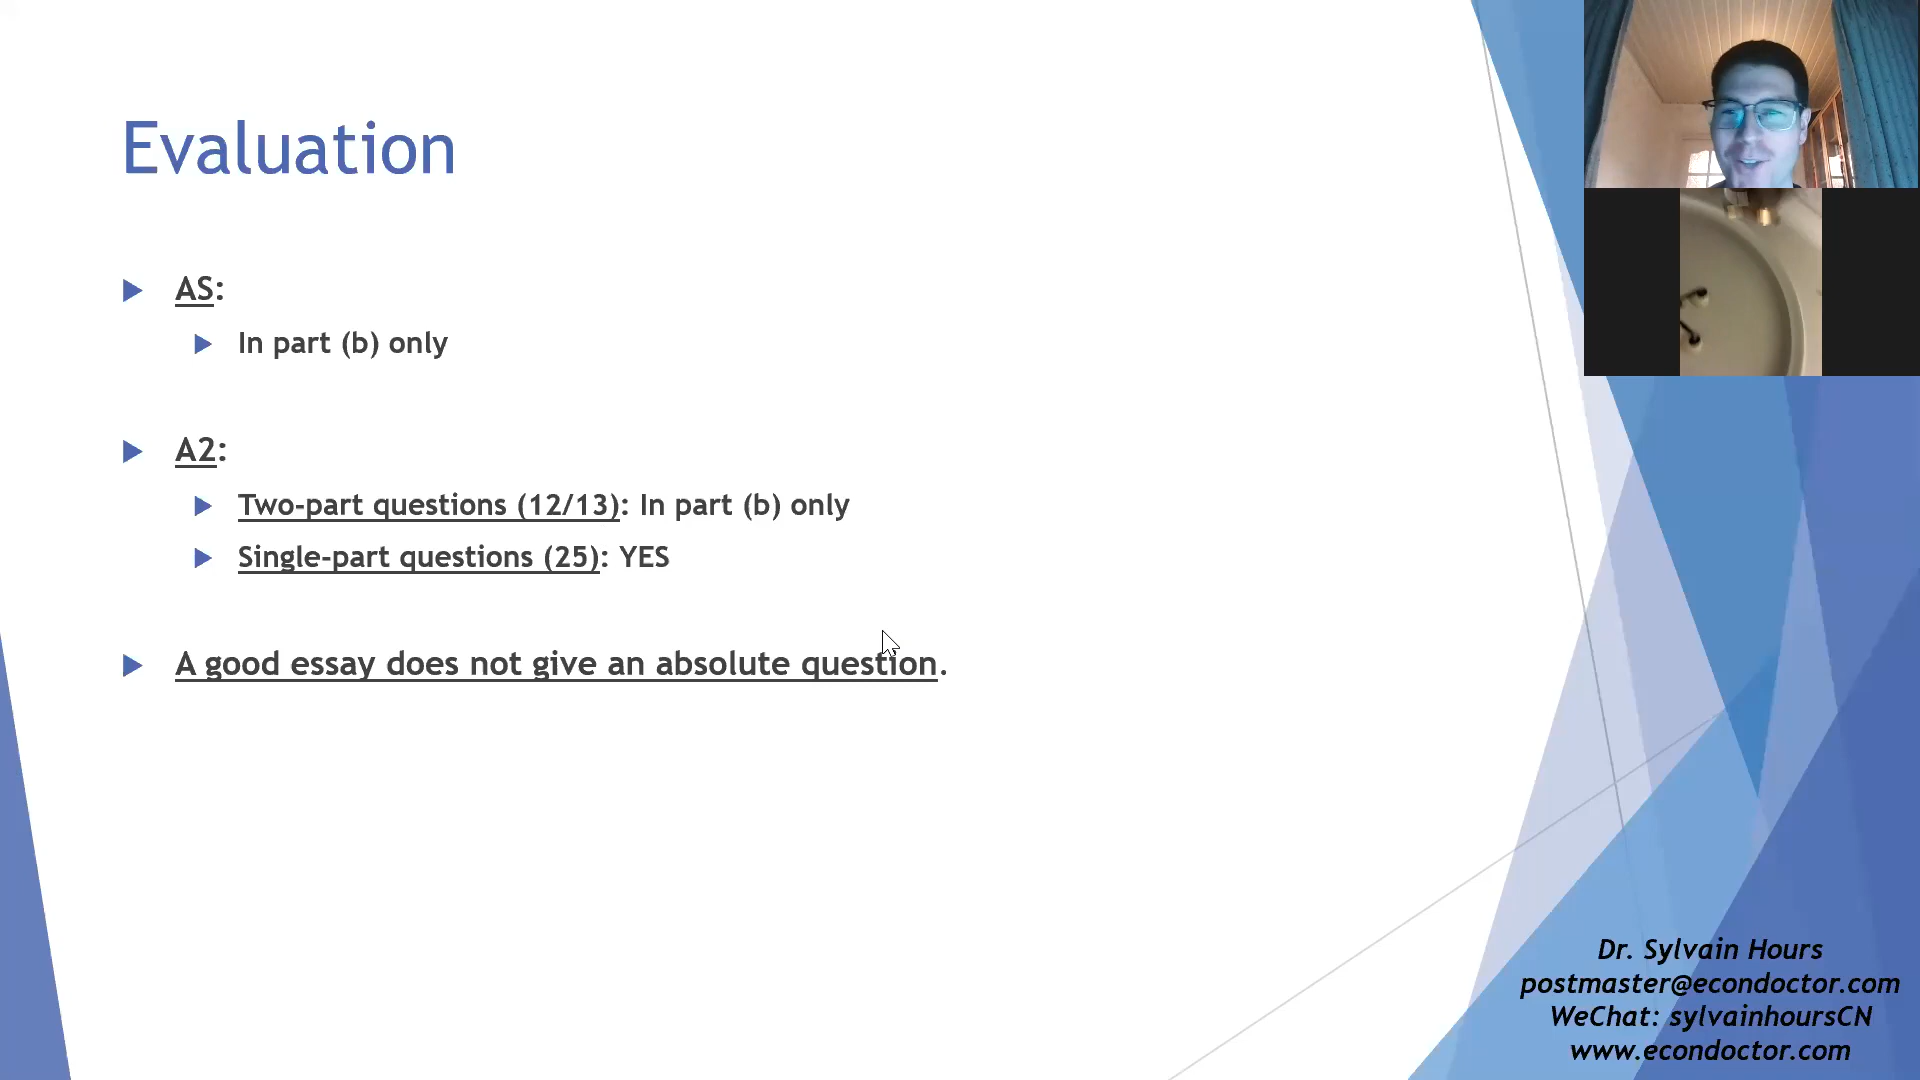 Evaluation
AS:
In part (b) only
A2:
Two-part questions (12/13): In part (b) only
Single-part questions (25): YES
A good essay does not give an absolute question.
Dr. Sylvain Hours
postmaster@econdoctor.com
WeChat: sylvainhoursCN
www.econdoctor.com